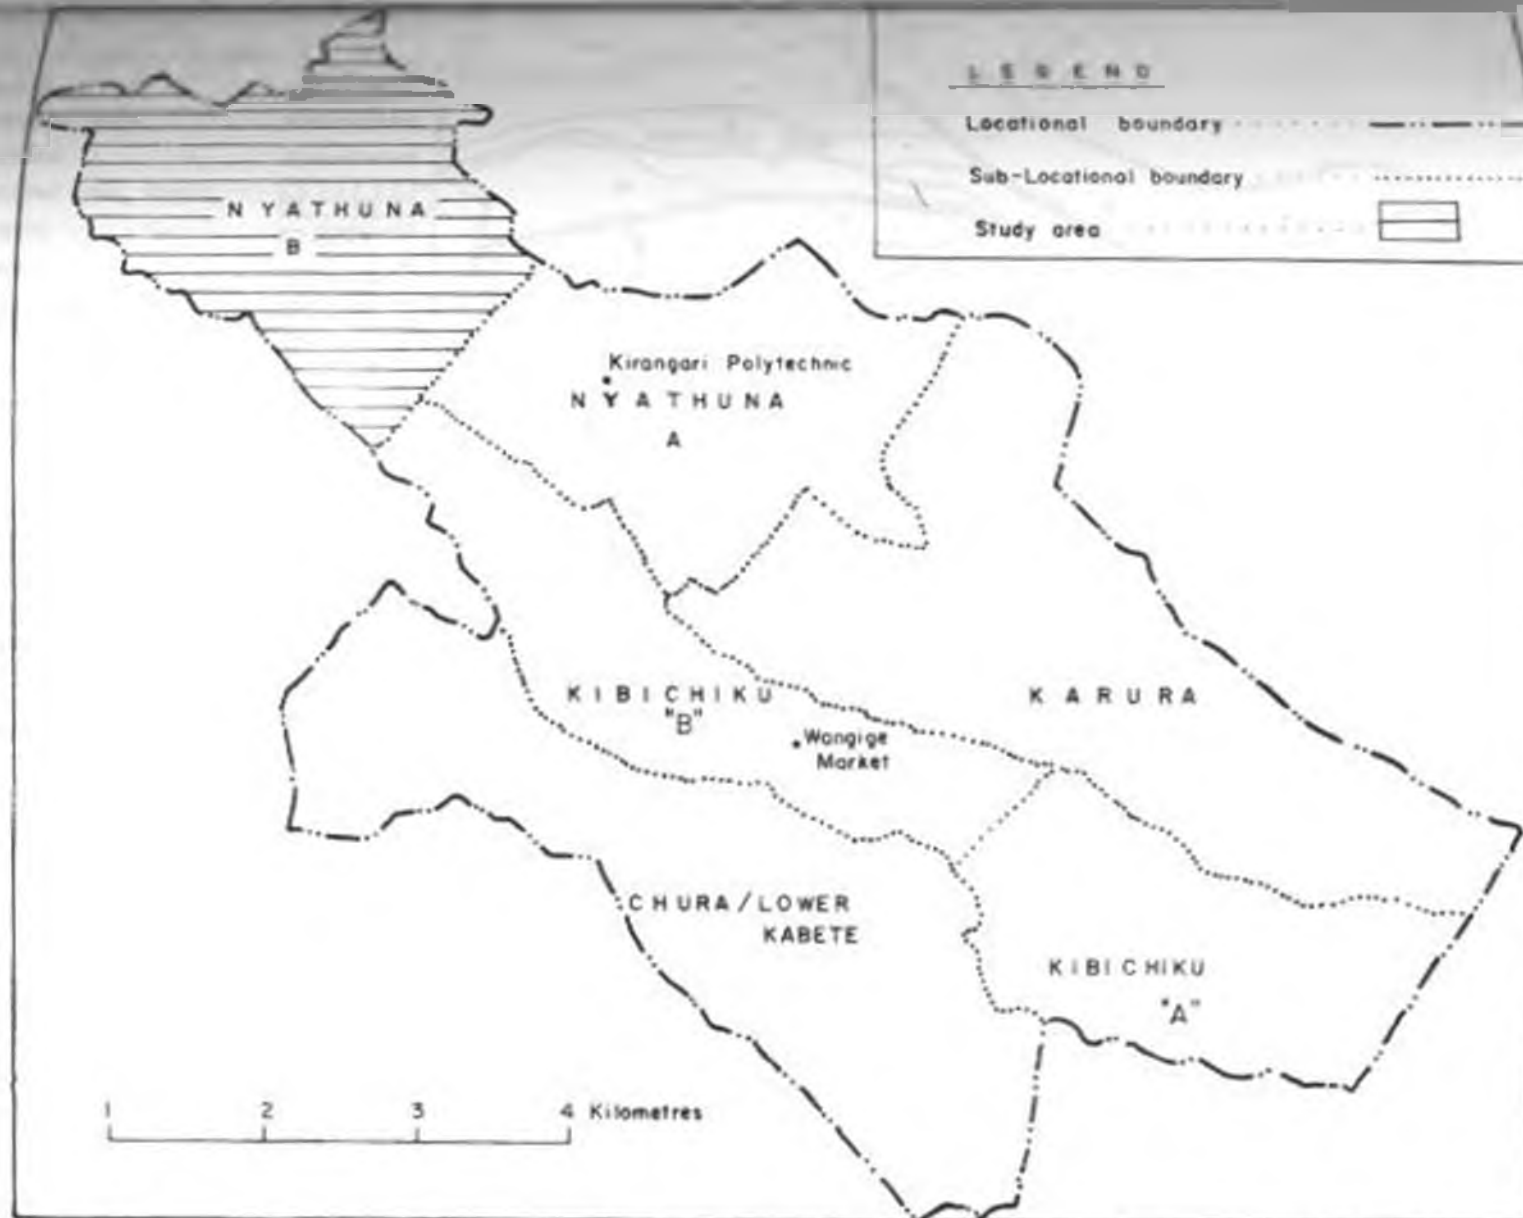 LEGEND
Locational boundary
Sub-Locational boundary
Study area
NYATHUNA
B
Kirangari Polytechnic
NYATHUNA
A
KIBICHIKU
"B"
KARURA
Wangige
Market
CHURA/LOWER
KABETE
KIBICHIKU
"A"
1 2 3 4 Kilometres